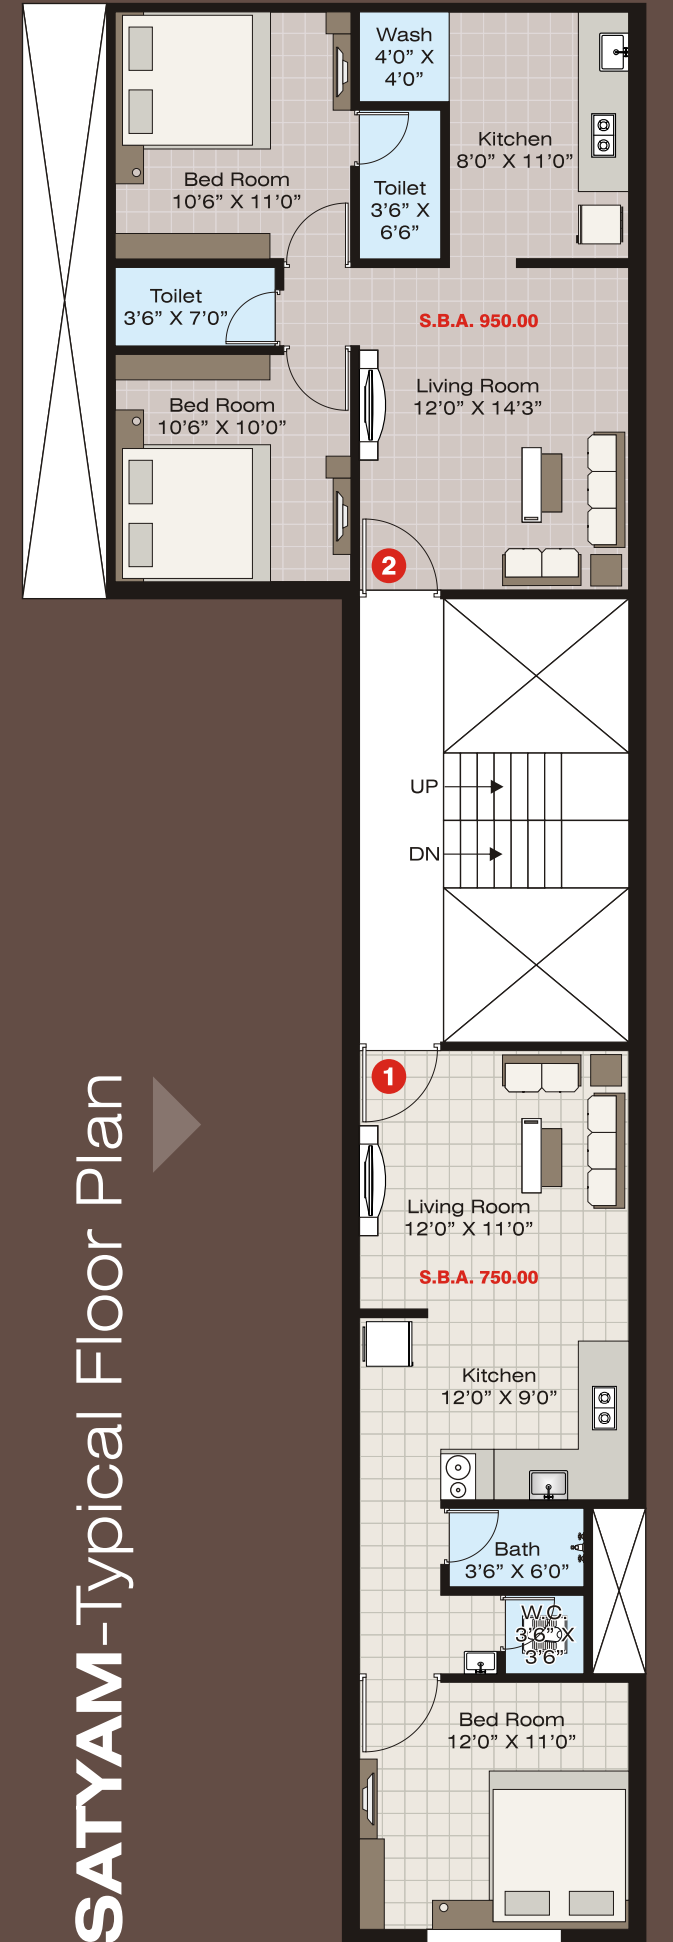 Wash
4'0” X
4'0”
Kitchen
8'0” X 11'0”
Bed Room
10'6” X 11'0”
Toilet
3'6” X
6'6”
Toilet
3'6” X 7'0”
S.B.A. 950.00
Living Room
12'0” X 14'3”
Bed Room
10'6” X 10'0”
2
UP
DN
1
Living Room
12'0” X 11'0”
S.B.A. 750.00
Kitchen
12'0” X 9'0”
Bath
3'6” X 6'0”
W.C.
3'6” X
3'6”
Bed Room
12'0” X 11'0”
SATYAM-Typical Floor Plan